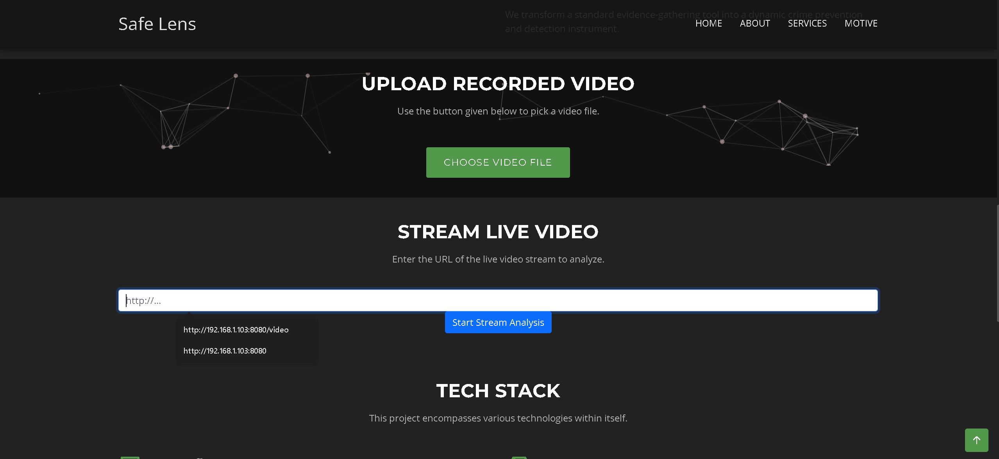 Safe Lens
We transform a standard evidence-gathering tool into a dynamic crime prevention
and detection instrument.
HOME ABOUT SERVICES MOTIVE
UPLOAD RECORDED VIDEO
Use the button given below to pick a video file.
CHOOSE VIDEO FILE
STREAM LIVE VIDEO
Enter the URL of the live video stream to analyze.
http://...
Start Stream Analysis
http://192.168.1.103:8080/video
http://192.168.1.103:8080
TECH STACK
This project encompasses various technologies within itself.